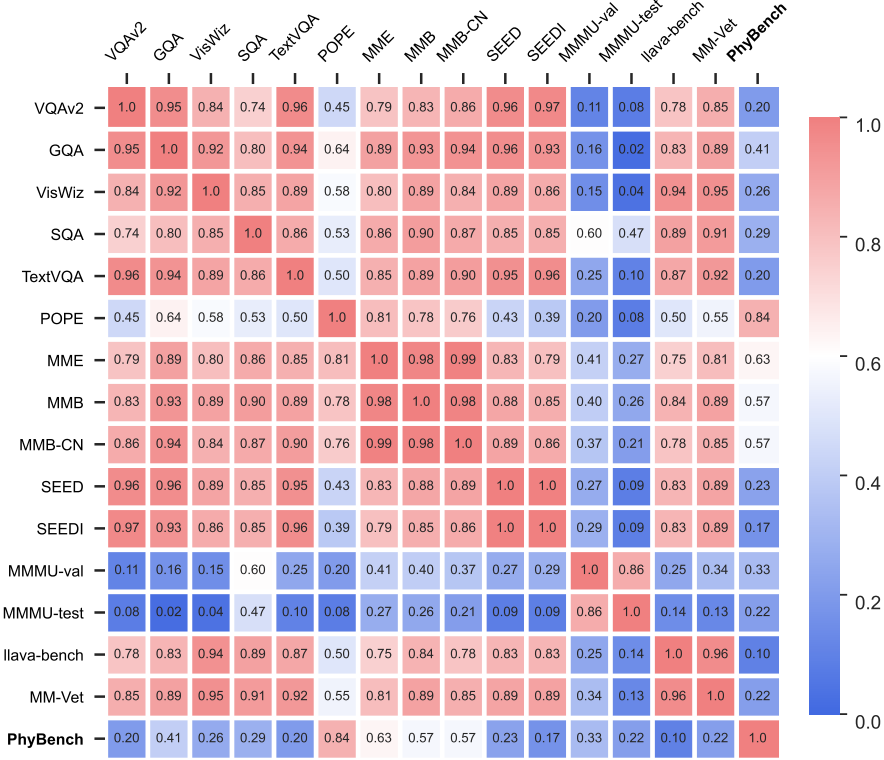 VQAv2 GQA VisWiz SQA TextVQA POPE MME MMB MMB-CN SEED SEEDI MMMU-val MMMU-test llava-bench MM-Vet PhyBench
VQAv2 1.0 0.95 0.84 0.74 0.96 0.45 0.79 0.83 0.86 0.96 0.97 0.11 0.08 0.78 0.85 0.20
GQA 0.95 1.0 0.92 0.80 0.94 0.64 0.89 0.93 0.94 0.96 0.93 0.16 0.02 0.83 0.89 0.41
VisWiz 0.84 0.92 1.0 0.85 0.89 0.58 0.80 0.89 0.84 0.89 0.86 0.15 0.04 0.94 0.95 0.26
SQA 0.74 0.80 0.85 1.0 0.86 0.53 0.86 0.90 0.87 0.85 0.85 0.60 0.47 0.89 0.91 0.29
TextVQA 0.96 0.94 0.89 0.86 1.0 0.50 0.85 0.89 0.90 0.95 0.96 0.25 0.10 0.87 0.92 0.20
POPE 0.45 0.64 0.58 0.53 0.50 1.0 0.81 0.78 0.76 0.43 0.39 0.20 0.08 0.50 0.55 0.84
MME 0.79 0.89 0.80 0.86 0.85 0.81 1.0 0.98 0.99 0.83 0.79 0.41 0.27 0.75 0.81 0.63
MMB 0.83 0.93 0.89 0.90 0.89 0.78 0.98 1.0 0.98 0.88 0.85 0.40 0.26 0.84 0.89 0.57
MMB-CN 0.86 0.94 0.84 0.87 0.90 0.76 0.99 0.98 1.0 0.89 0.86 0.37 0.21 0.78 0.85 0.57
SEED 0.96 0.96 0.89 0.85 0.95 0.43 0.83 0.88 0.89 1.0 1.0 0.27 0.09 0.83 0.89 0.23
SEEDI 0.97 0.93 0.86 0.85 0.96 0.39 0.79 0.85 0.86 1.0 1.0 0.29 0.09 0.83 0.89 0.17
MMMU-val 0.11 0.16 0.15 0.60 0.25 0.20 0.41 0.40 0.37 0.27 0.29 1.0 0.86 0.25 0.34 0.33
MMMU-test 0.08 0.02 0.04 0.47 0.10 0.08 0.27 0.26 0.21 0.09 0.09 0.86 1.0 0.14 0.13 0.22
llava-bench 0.78 0.83 0.94 0.89 0.87 0.50 0.75 0.84 0.78 0.83 0.83 0.25 0.14 1.0 0.96 0.10
MM-Vet 0.85 0.89 0.95 0.91 0.92 0.55 0.81 0.89 0.85 0.89 0.89 0.34 0.13 0.96 1.0 0.22
PhyBench 0.20 0.41 0.26 0.29 0.20 0.84 0.63 0.57 0.57 0.23 0.17 0.33 0.22 0.10 0.22 1.0
1.0
0.8
0.6
0.4
0.2
0.0